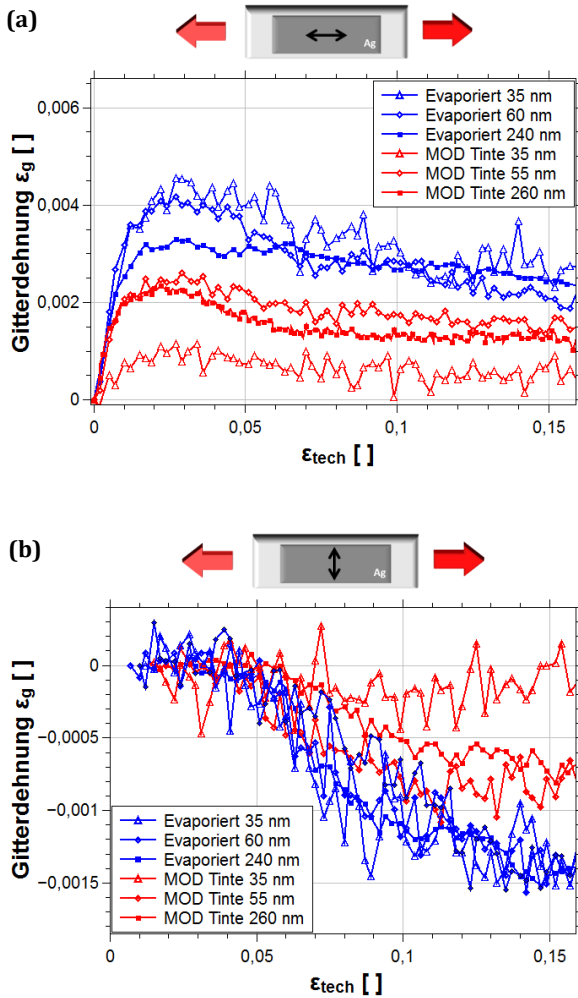 (a)
Ag
Gitterdehnung εg [ ]
0,006
0,004
0,002
0
Evaporiert 35 nm
Evaporiert 60 nm
Evaporiert 240 nm
MOD Tinte 35 nm
MOD Tinte 55 nm
MOD Tinte 260 nm
0
0,05
0,1
0,15
εtech [ ]
(b)
Ag
Gitterdehnung εg [ ]
0
−0,0005
−0,001
−0,0015
Evaporiert 35 nm
Evaporiert 60 nm
Evaporiert 240 nm
MOD Tinte 35 nm
MOD Tinte 55 nm
MOD Tinte 260 nm
0
0,05
0,1
0,15
εtech [ ]